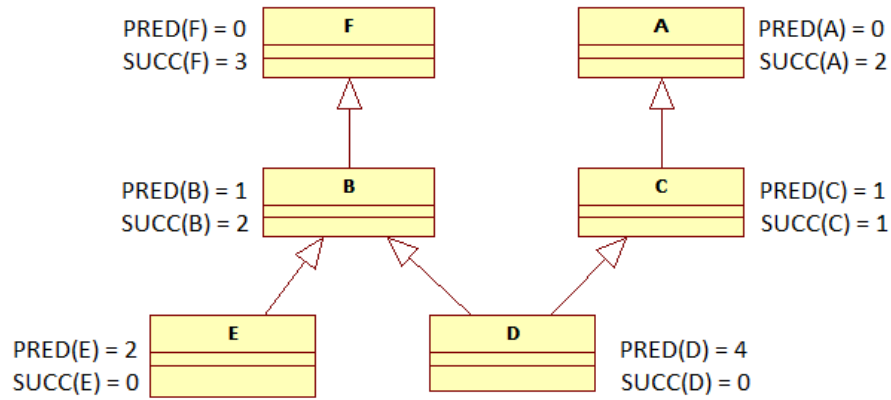 PRED(F) = 0
SUCC(F) = 3
F
A
PRED(A) = 0
SUCC(A) = 2
PRED(B) = 1
SUCC(B) = 2
B
C
PRED(C) = 1
SUCC(C) = 1
PRED(E) = 2
SUCC(E) = 0
E
D
PRED(D) = 4
SUCC(D) = 0